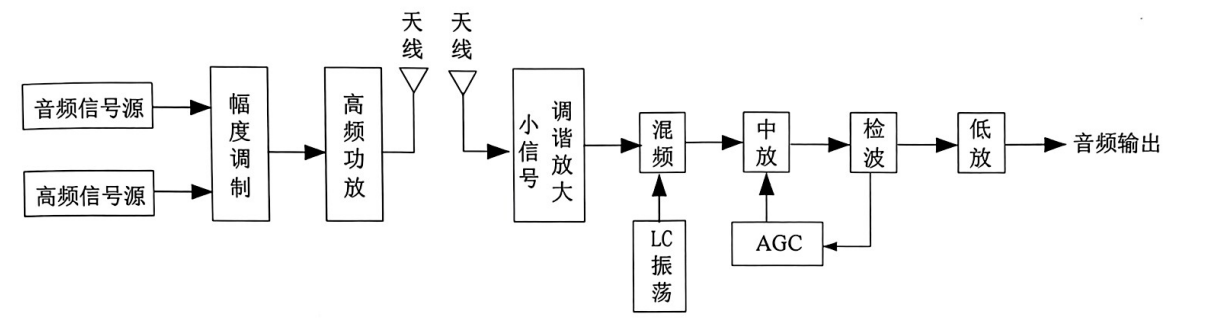 天线
天线
音频信号源
高频信号源
幅度调制
高频功放
小信号
调谐放大
混频
中放
检波
低放
音频输出
LC
振荡
AGC